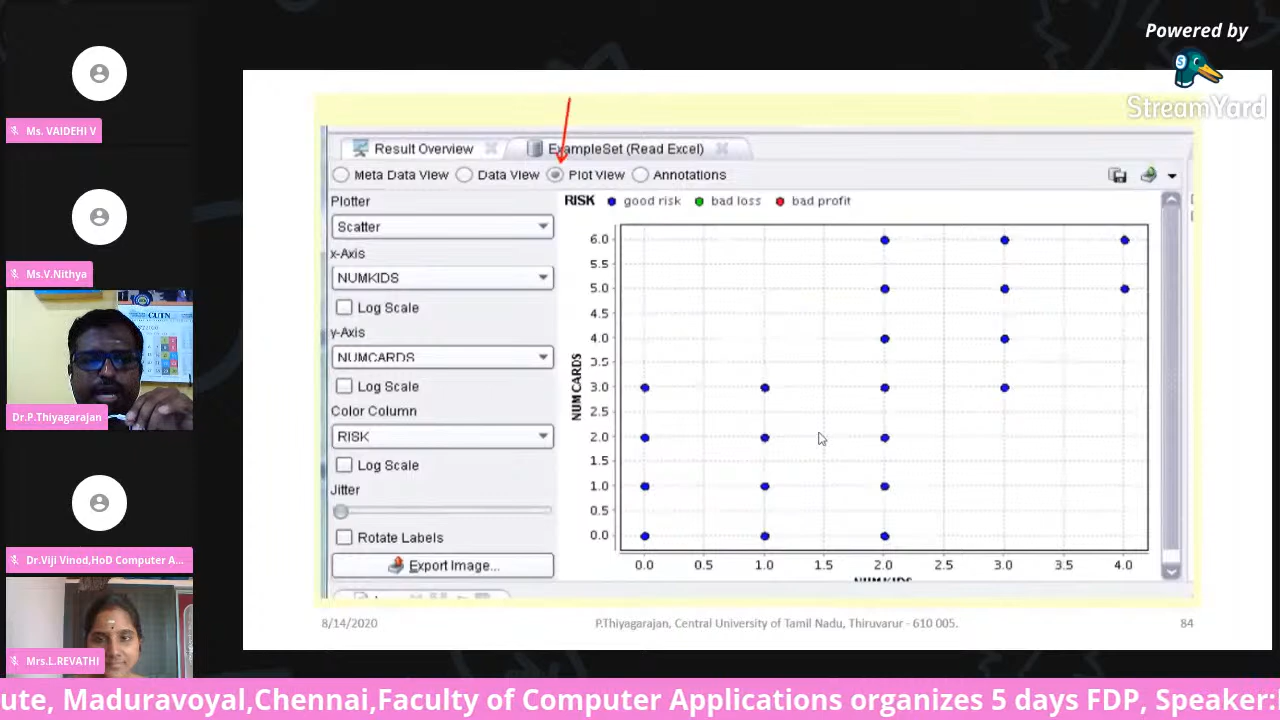 Ms. VAIDEHI V
Ms.V.Nithya
CUTN
Dr.P.Thiyagarajan
Dr.Viji Vinod,HoD Computer A...
Mrs.L.REVATHI
Powered by
S
StreamYard
Result Overview
ExampleSet (Read Excel)
Meta Data View
Data View
Plot View
Annotations
Plotter
Scatter
x-Axis
NUMKIDS
Log Scale
y-Axis
NUMCARDS
Log Scale
Color Column
RISK
Log Scale
Jitter
Rotate Labels
Export Image...
RISK good risk bad loss bad profit
NUMCARDS
6.0
5.5
5.0
4.5
4.0
3.5
3.0
2.5
2.0
1.5
1.0
0.5
0.0
0.0 0.5 1.0 1.5 2.0 2.5 3.0 3.5 4.0
NUMKIDS
8/14/2020
P.Thiyagarajan, Central University of Tamil Nadu, Thiruvarur - 610 005.
84
ute, Maduravoyal,Chennai,Faculty of Computer Applications organizes 5 days FDP, Speaker: